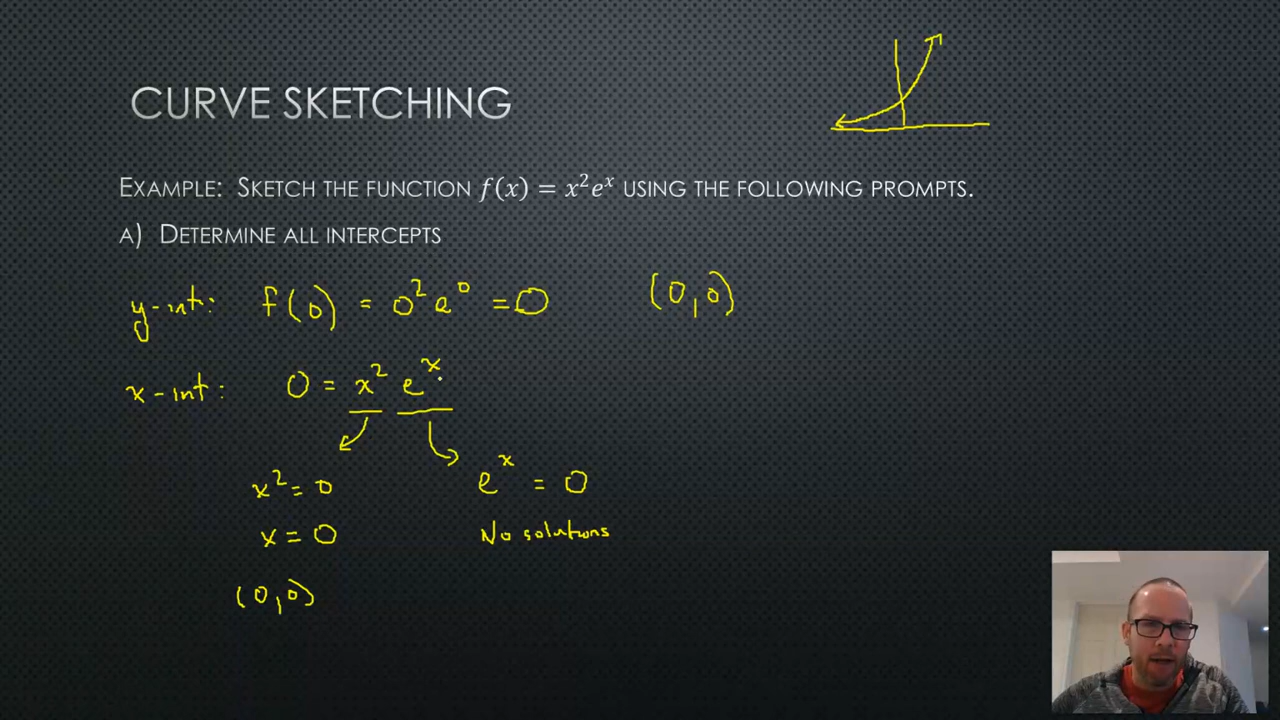 CURVE SKETCHING
EXAMPLE: SKETCH THE FUNCTION f(x) = x²eˣ USING THE FOLLOWING PROMPTS.
A) DETERMINE ALL INTERCEPTS
y-int: f(0) = 0²e⁰ = 0 (0,0)
x-int: 0 = x² eˣ
x² = 0 eˣ = 0
x = 0 No solutions
(0,0)